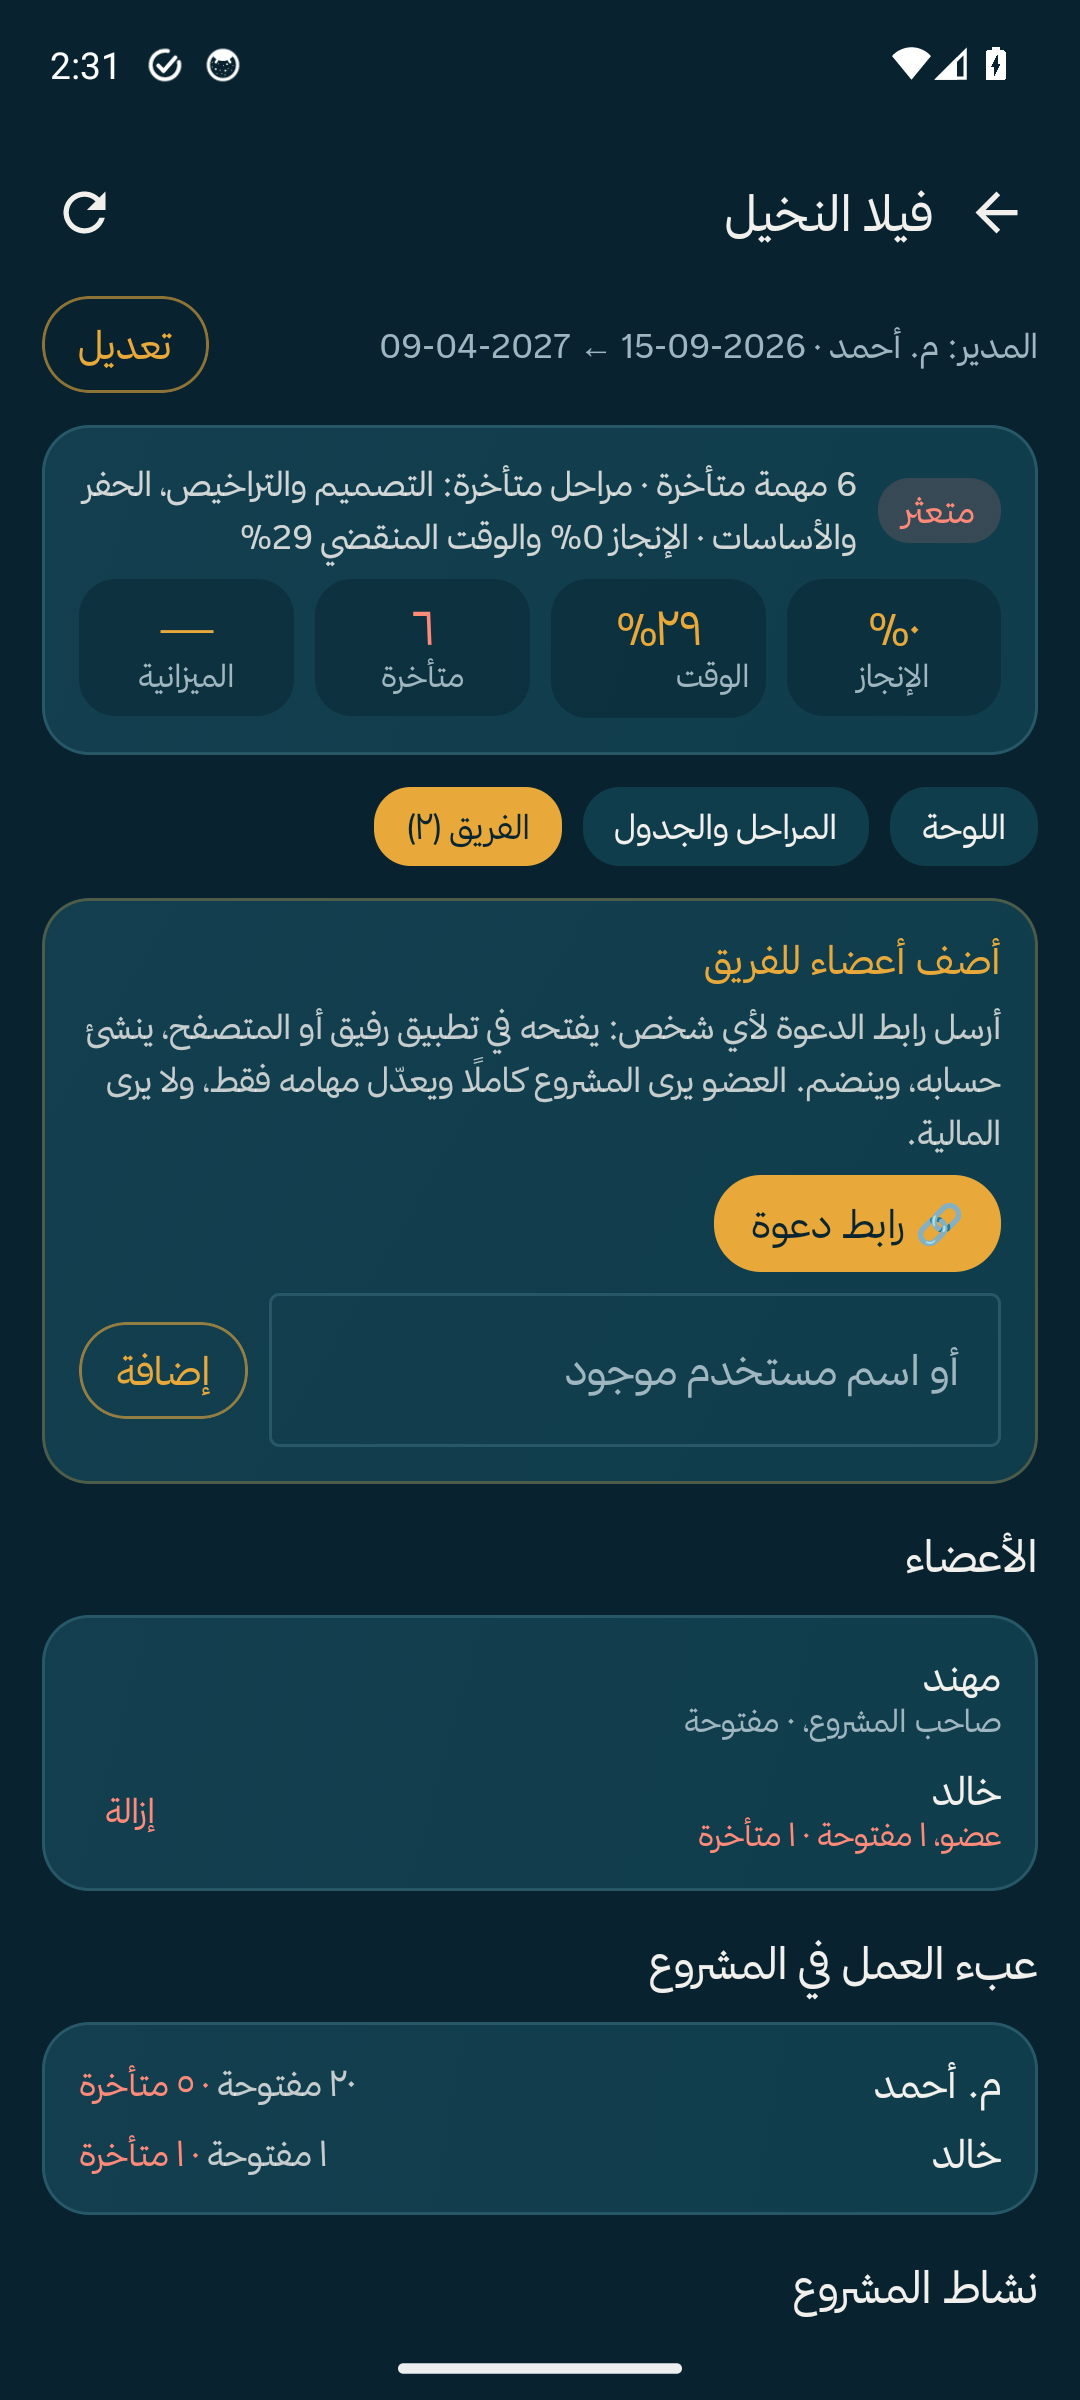 2:31
فيلا النخيل
المدير: م. أحمد · 2026-09-15 ← 2027-04-09
تعديل
متعثر
6 مهمة متأخرة · مراحل متأخرة: التصميم والتراخيص، الحفر
والأساسات · الإنجاز 0% والوقت المنقضي 29%
٠%
الإنجاز
٢٩%
الوقت
٦
متأخرة
—
الميزانية
اللوحة
المراحل والجدول
الفريق (٢)
أضف أعضاء للفريق
أرسل رابط الدعوة لأي شخص: يفتحه في تطبيق رفيق أو المتصفح، ينشئ
حسابه، وينضم. العضو يرى المشروع كاملًا ويعدّل مهامه فقط، ولا يرى
المالية.
🔗 رابط دعوة
أو اسم مستخدم موجود
إضافة
الأعضاء
مهند
صاحب المشروع، · مفتوحة
خالد
عضو، ١ مفتوحة · ١ متأخرة
إزالة
عبء العمل في المشروع
م. أحمد
٢٠ مفتوحة · ٥ متأخرة
خالد
١ مفتوحة · ١ متأخرة
نشاط المشروع